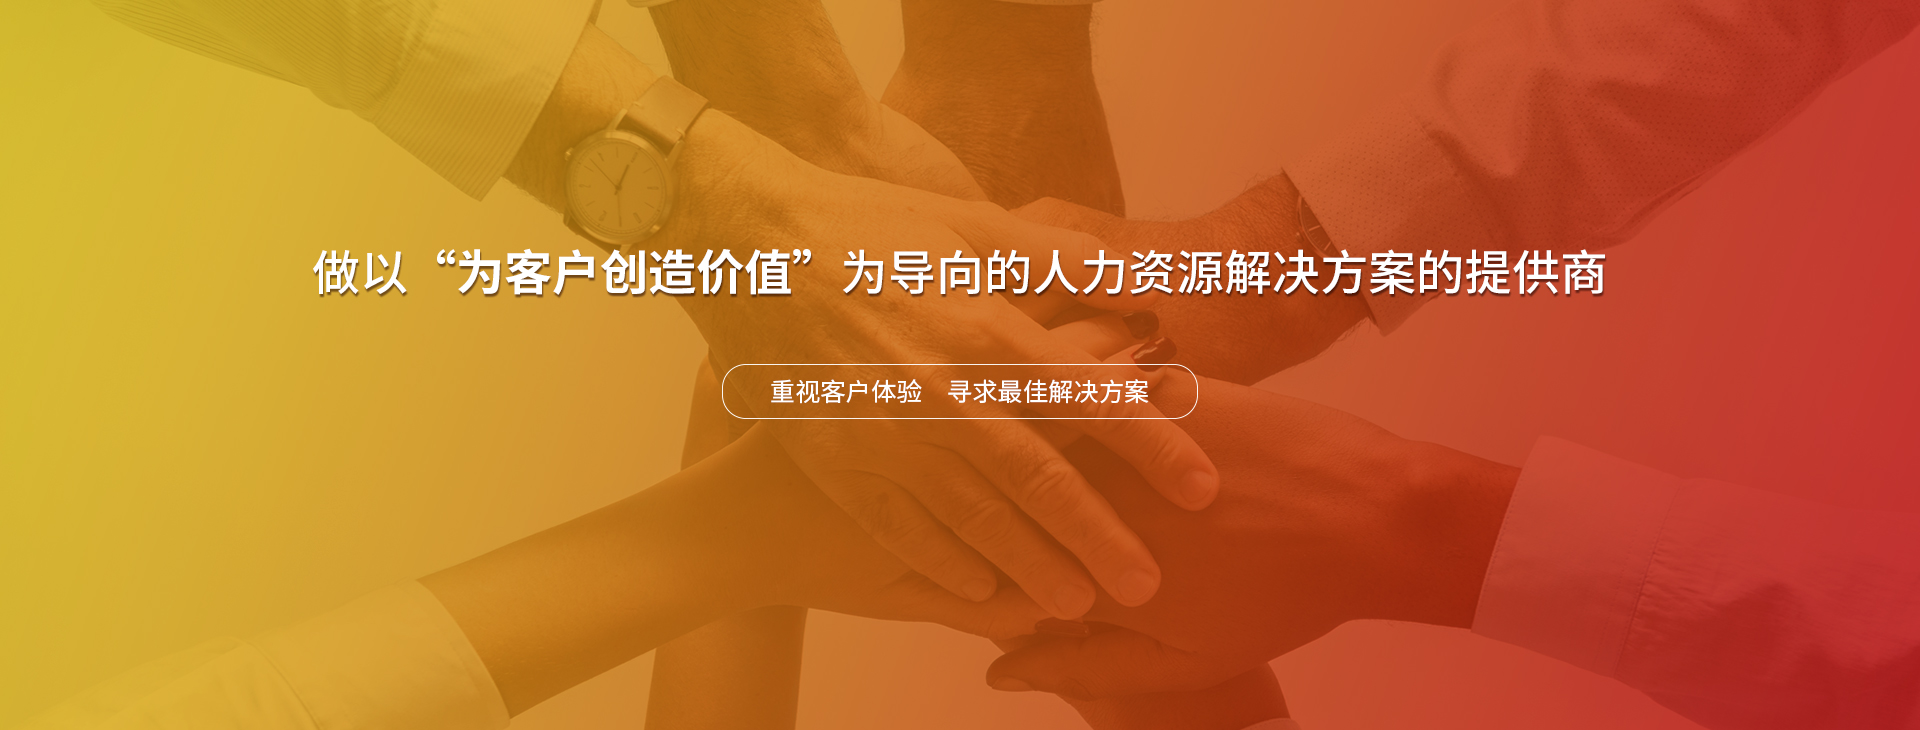 做以“为客户创造价值”为导向的人力资源解决方案的提供商
重视客户体验　寻求最佳解决方案